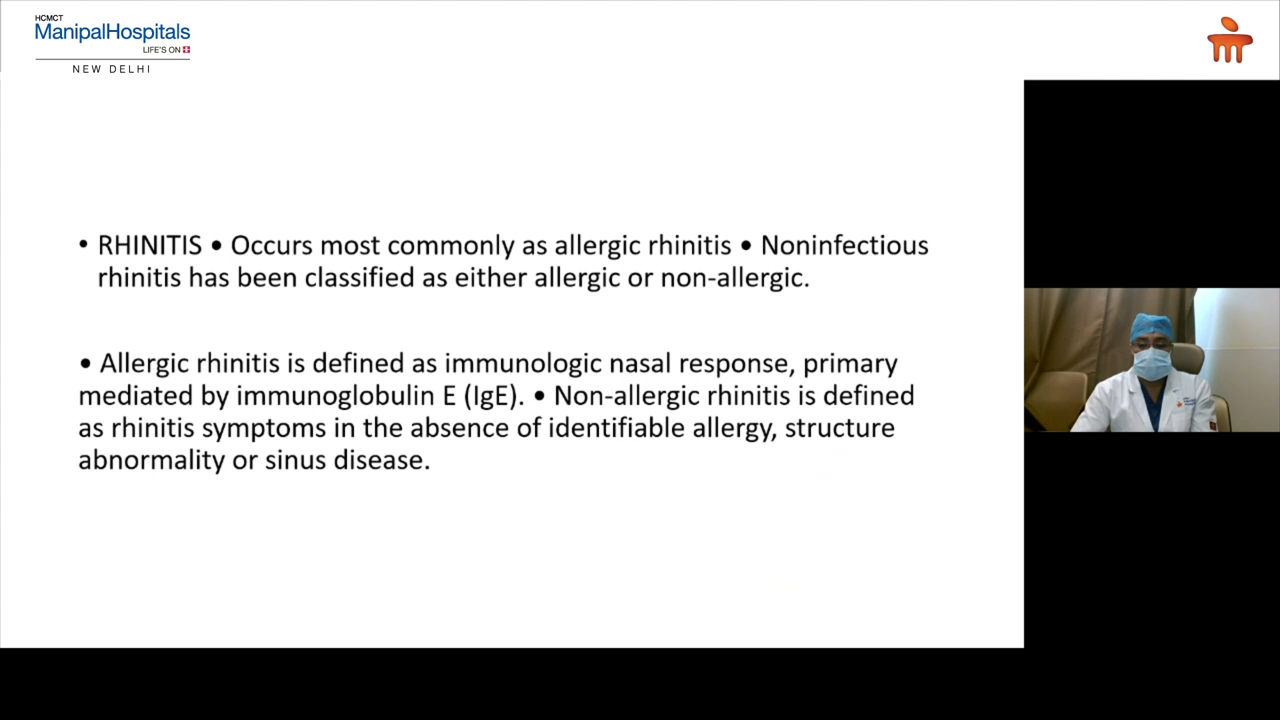 HCMCT
ManipalHospitals
LIFE'S ON
NEW DELHI
• RHINITIS • Occurs most commonly as allergic rhinitis • Noninfectious
rhinitis has been classified as either allergic or non-allergic.
• Allergic rhinitis is defined as immunologic nasal response, primary
mediated by immunoglobulin E (IgE). • Non-allergic rhinitis is defined
as rhinitis symptoms in the absence of identifiable allergy, structure
abnormality or sinus disease.